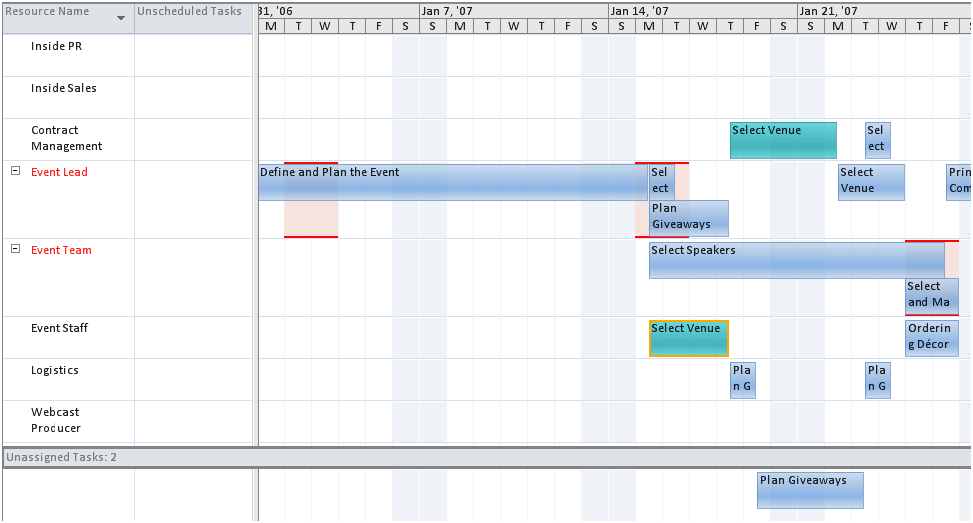 Resource Name Unscheduled Tasks 31, '06 Jan 7, '07 Jan 14, '07 Jan 21, '07
M T W T F S S M T W T F S S M T W T F S S M T W T F
Inside PR
Inside Sales
Contract
Management
Select Venue
Sel
ect
Event Lead
Define and Plan the Event
Sel
ect
Plan
Giveaways
Select
Venue
Prin
Com
Event Team
Select Speakers
Select
and Ma
Event Staff
Select Venue
Orderin
g Décor
Logistics
Pla
n G
Pla
n G
Webcast
Producer
Unassigned Tasks: 2
Plan Giveaways